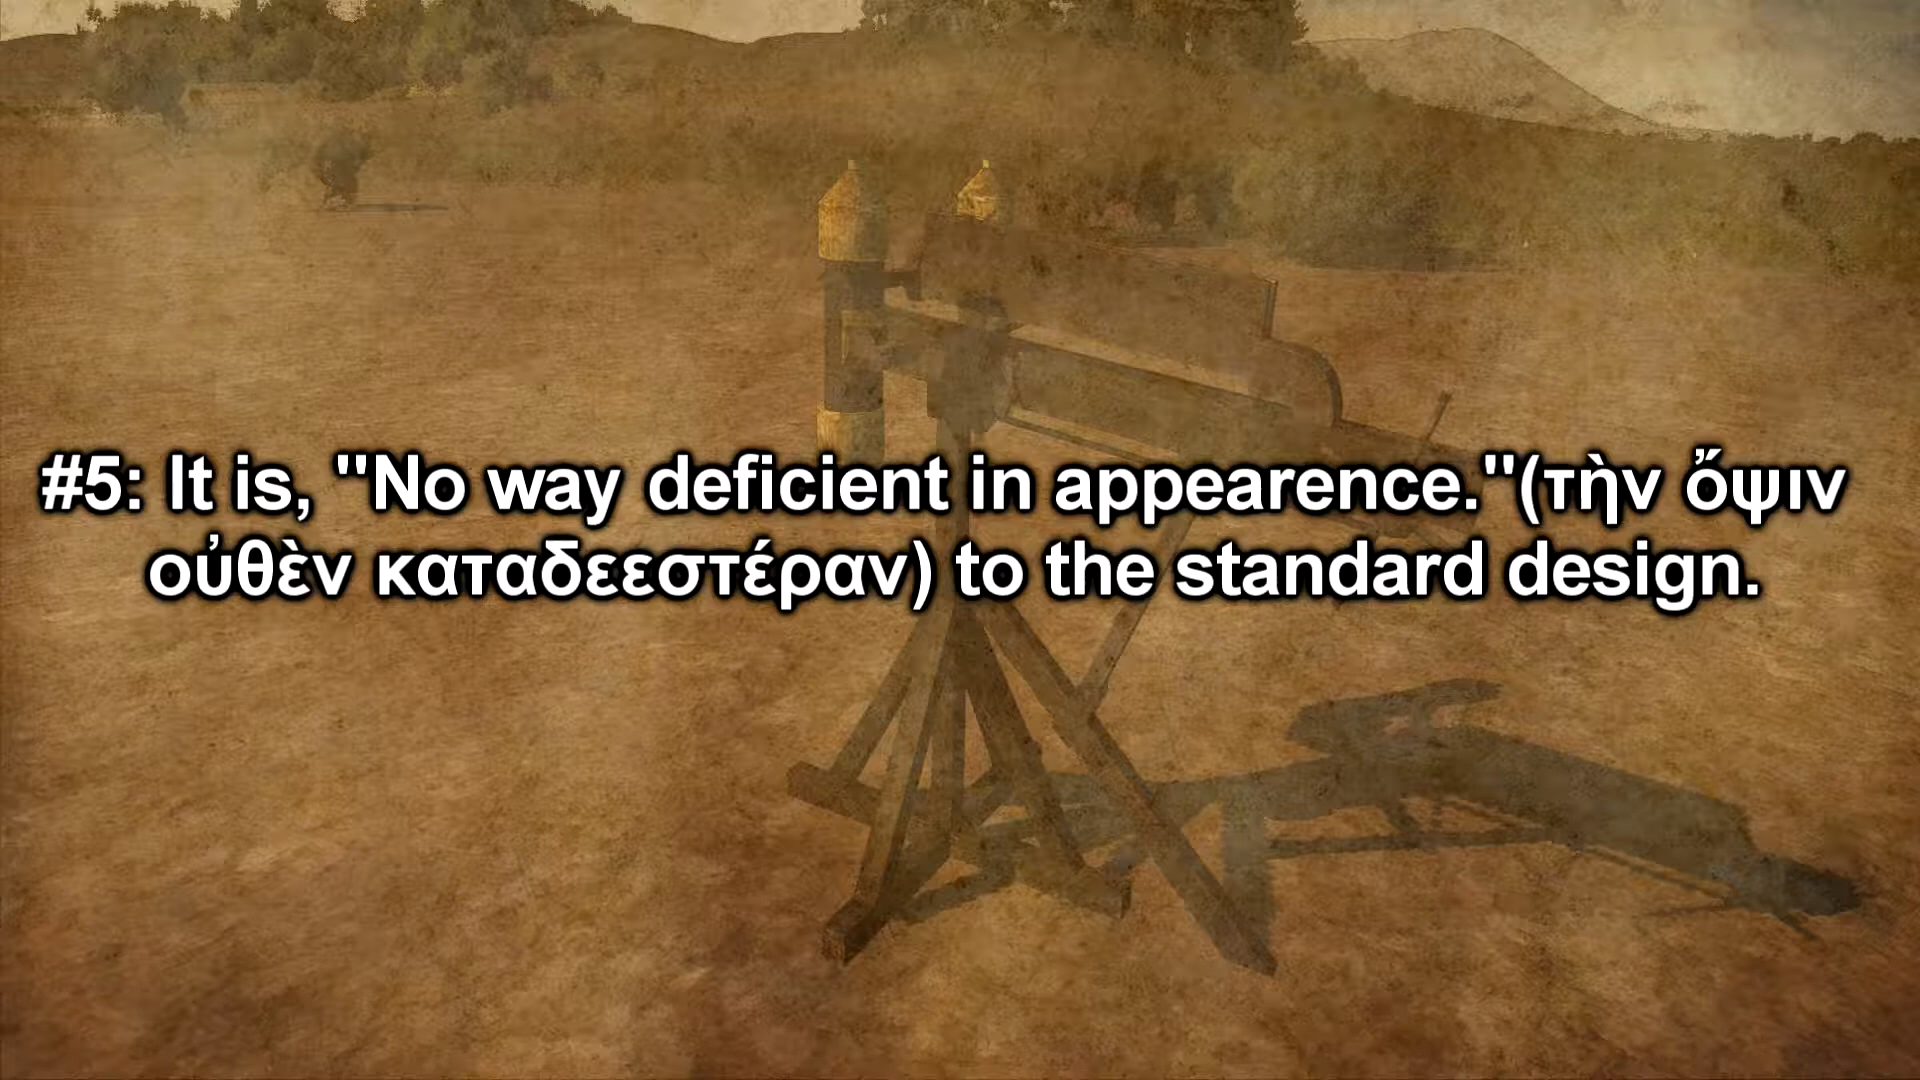 #5: It is, "No way deficient in appearence."(τὴν ὄψιν
οὐθὲν καταδεεστέραν) to the standard design.